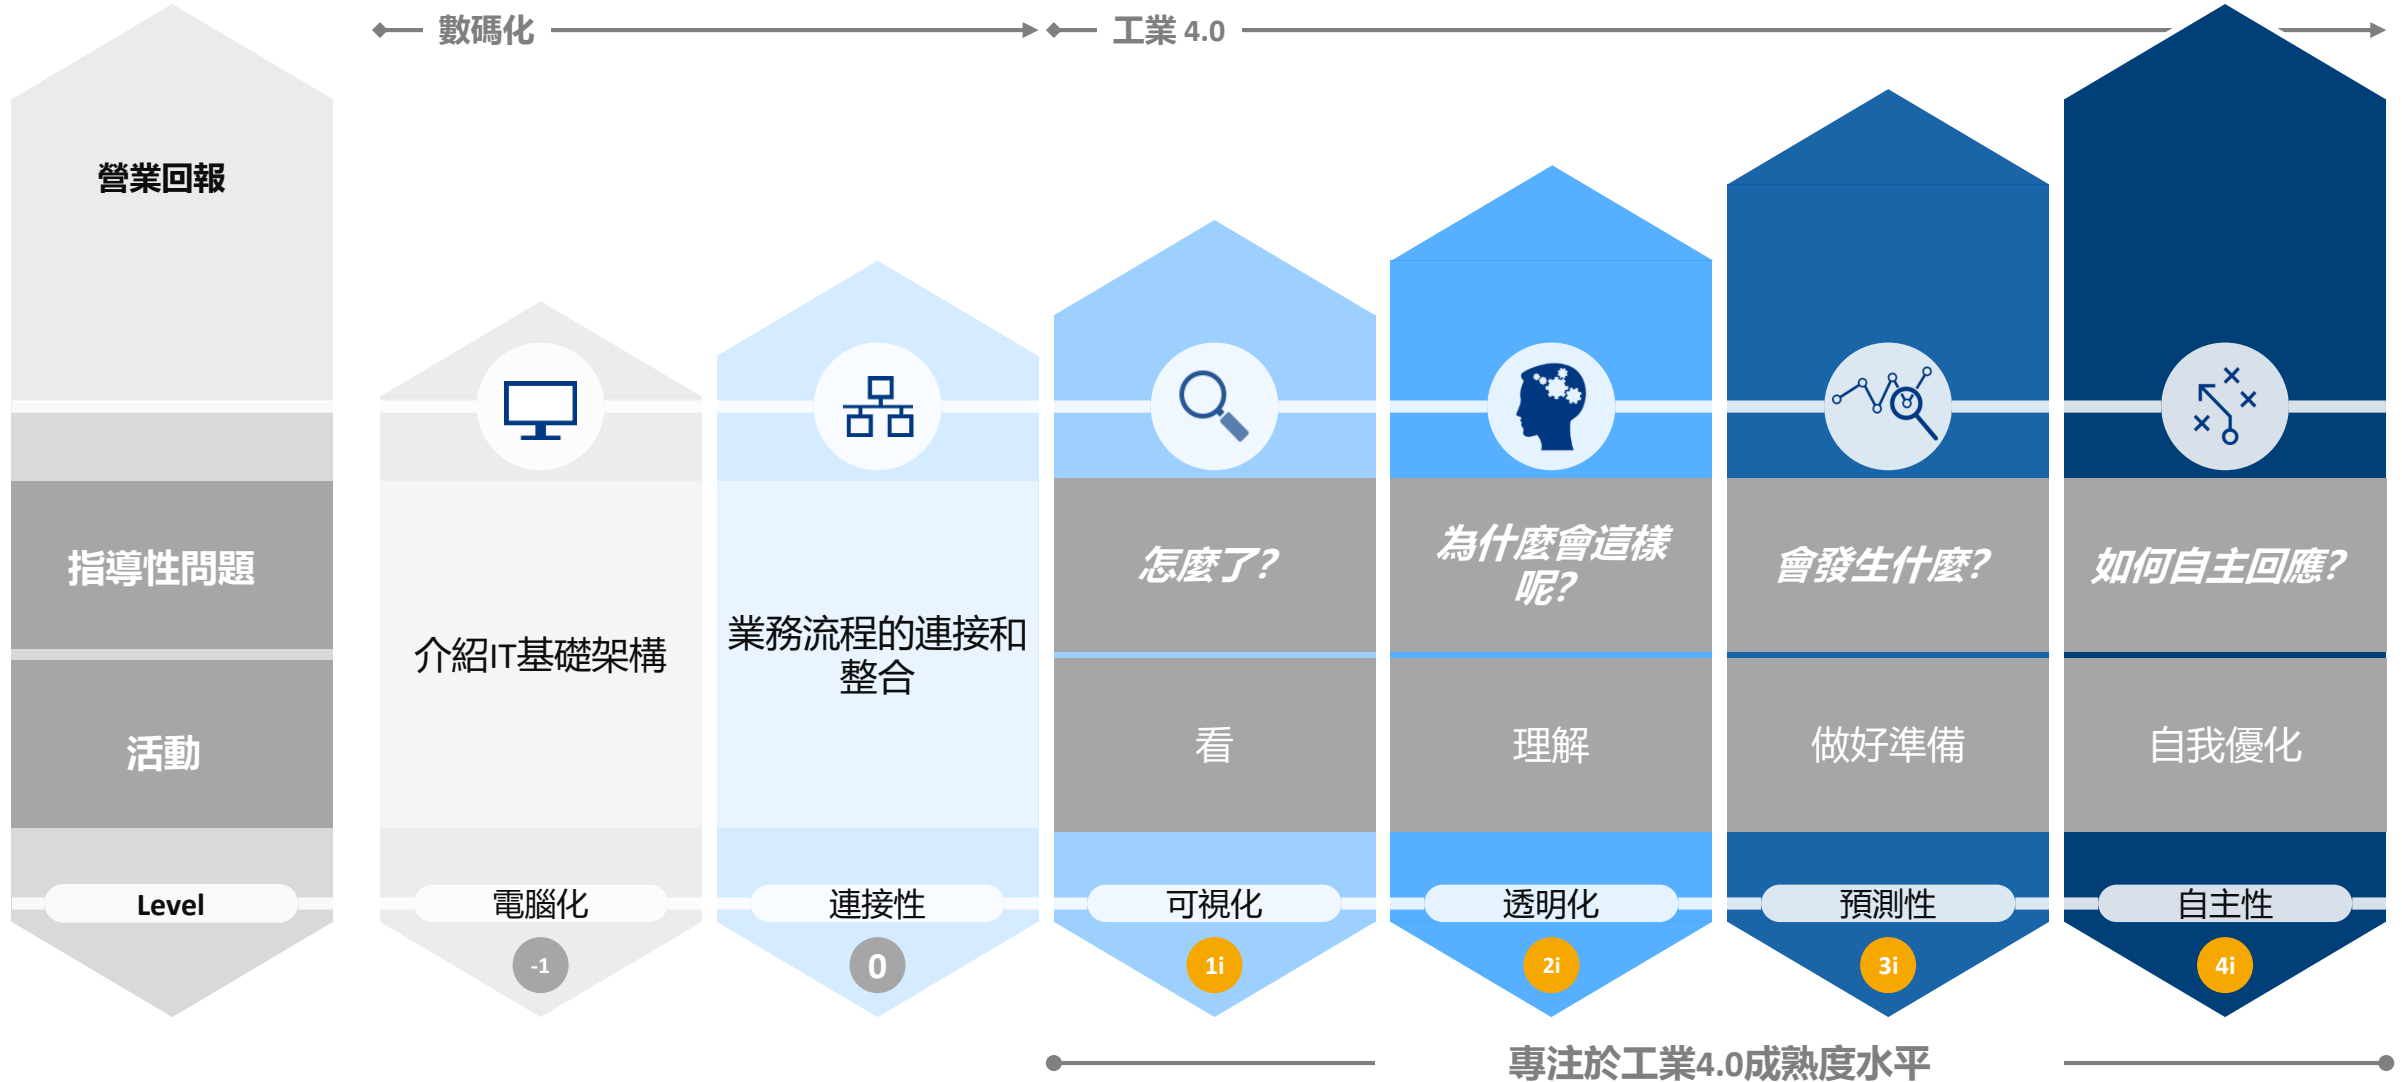 數碼化
工業 4.0
營業回報
指導性問題
怎麼了?
為什麼會這樣
呢?
會發生什麼?
如何自主回應?
介紹IT基礎架構
業務流程的連接和
整合
活動
看
理解
做好準備
自我優化
Level
電腦化
連接性
可視化
透明化
預測性
自主性
-1
0
1i
2i
3i
4i
專注於工業4.0成熟度水平